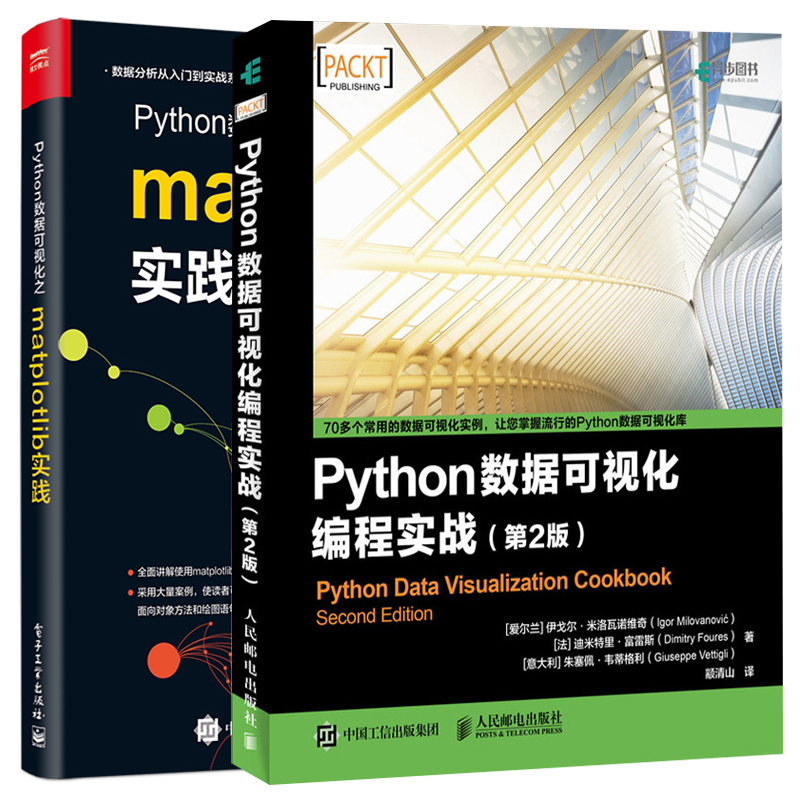 博文视点
·数据分析从入门到实战系
Python数
ma
实践
全面讲解使用matplotlib
采用大量案例，使读者
面向对象方法和绘图语
Python数据可视化之
matplotlib实践
电子工业出版社
PACKT
Python数据可视化编程实战（第2版）
人民邮电出版社
PACKT
PUBLISHING
异步图书
www.epubit.com
70多个常用的数据可视化实例，让您掌握流行的Python数据可视化库
Python数据可视化
编程实战（第2版）
Python Data Visualization Cookbook
Second Edition
[爱尔兰] 伊戈尔·米洛瓦诺维奇（Igor Milovanović）
[法] 迪米特里·富雷斯（Dimitry Foures） 著
[意大利] 朱塞佩·韦蒂格利（Giuseppe Vettigli）
颛清山 译
中国工信出版集团
人民邮电出版社
POSTS & TELECOM PRESS